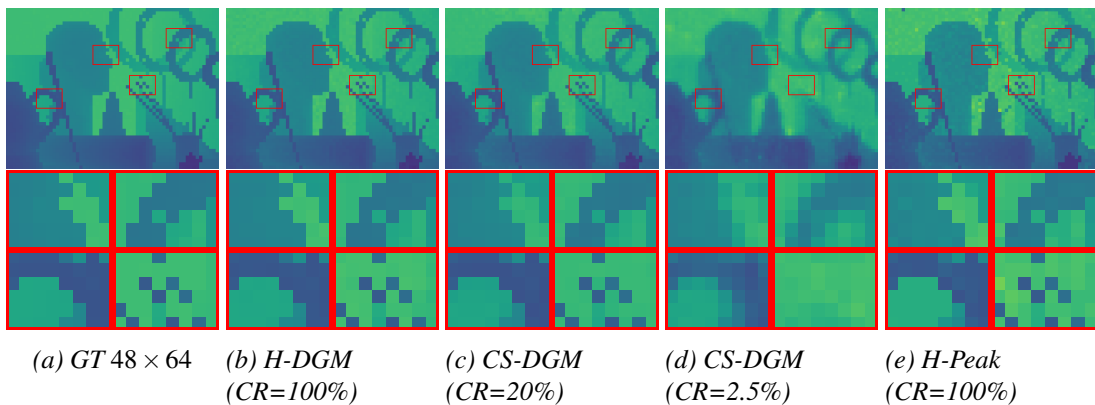 (a) GT 48 × 64
(b) H-DGM
(CR=100%)
(c) CS-DGM
(CR=20%)
(d) CS-DGM
(CR=2.5%)
(e) H-Peak
(CR=100%)